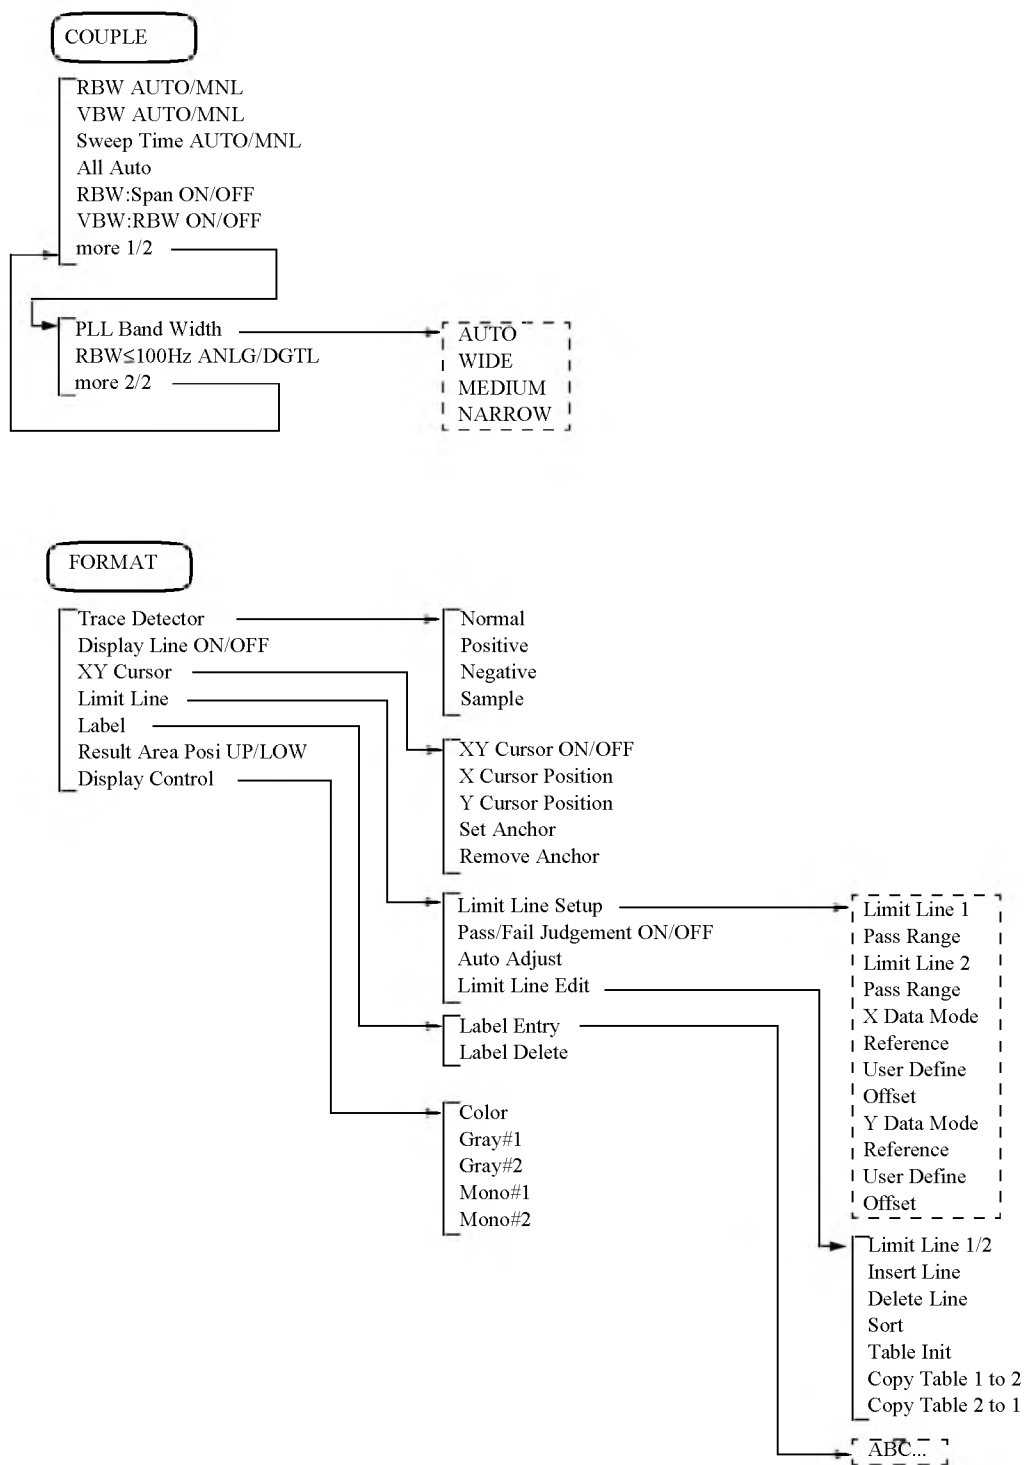 COUPLE
RBW AUTO/MNL
VBW AUTO/MNL
Sweep Time AUTO/MNL
All Auto
RBW:Span ON/OFF
VBW:RBW ON/OFF
more 1/2
PLL Band Width
RBW≤100Hz ANLG/DGTL
more 2/2
AUTO
WIDE
MEDIUM
NARROW
FORMAT
Trace Detector
Display Line ON/OFF
XY Cursor
Limit Line
Label
Result Area Posi UP/LOW
Display Control
Normal
Positive
Negative
Sample
XY Cursor ON/OFF
X Cursor Position
Y Cursor Position
Set Anchor
Remove Anchor
Limit Line Setup
Pass/Fail Judgement ON/OFF
Auto Adjust
Limit Line Edit
Label Entry
Label Delete
Color
Gray#1
Gray#2
Mono#1
Mono#2
Limit Line 1
Pass Range
Limit Line 2
Pass Range
X Data Mode
Reference
User Define
Offset
Y Data Mode
Reference
User Define
Offset
Limit Line 1/2
Insert Line
Delete Line
Sort
Table Init
Copy Table 1 to 2
Copy Table 2 to 1
ABC...